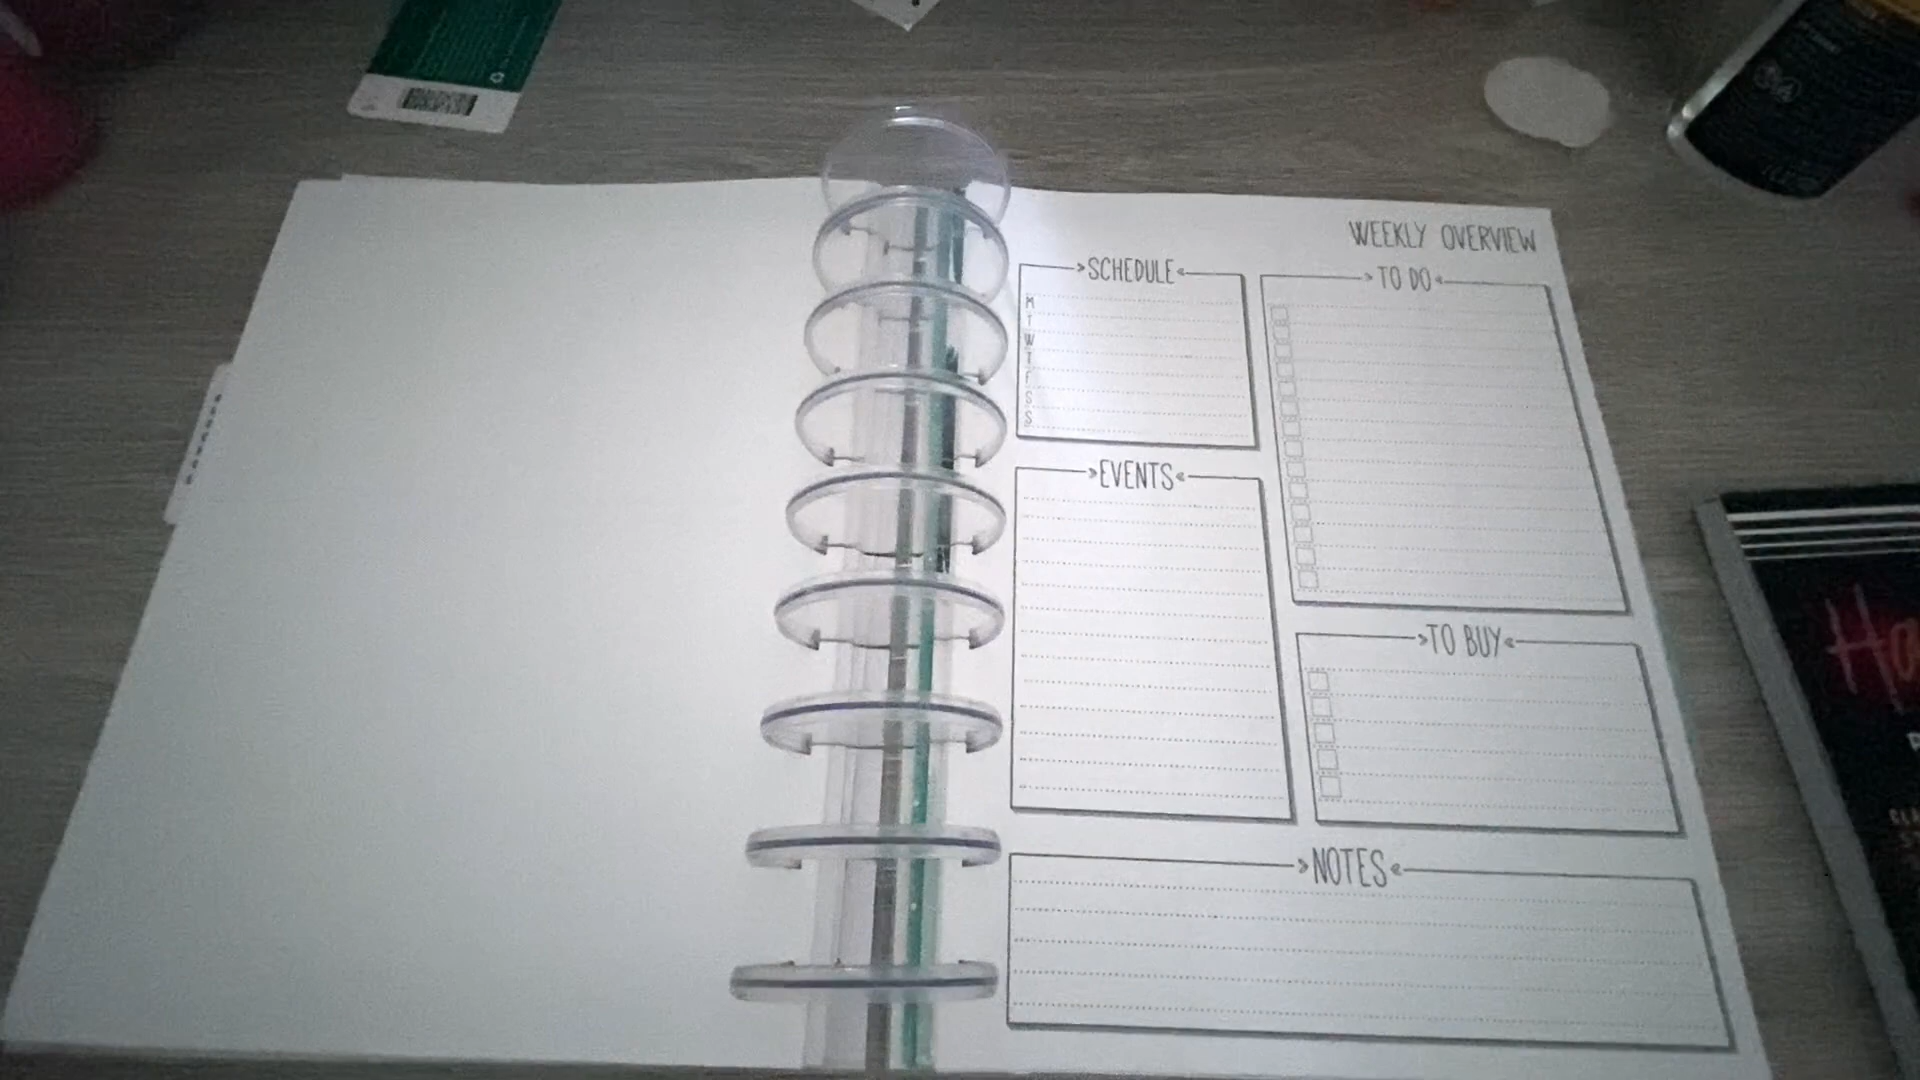 WEEKLY OVERVIEW
SCHEDULE
M
T
W
T
F
S
S
TO DO
EVENTS
TO BUY
NOTES